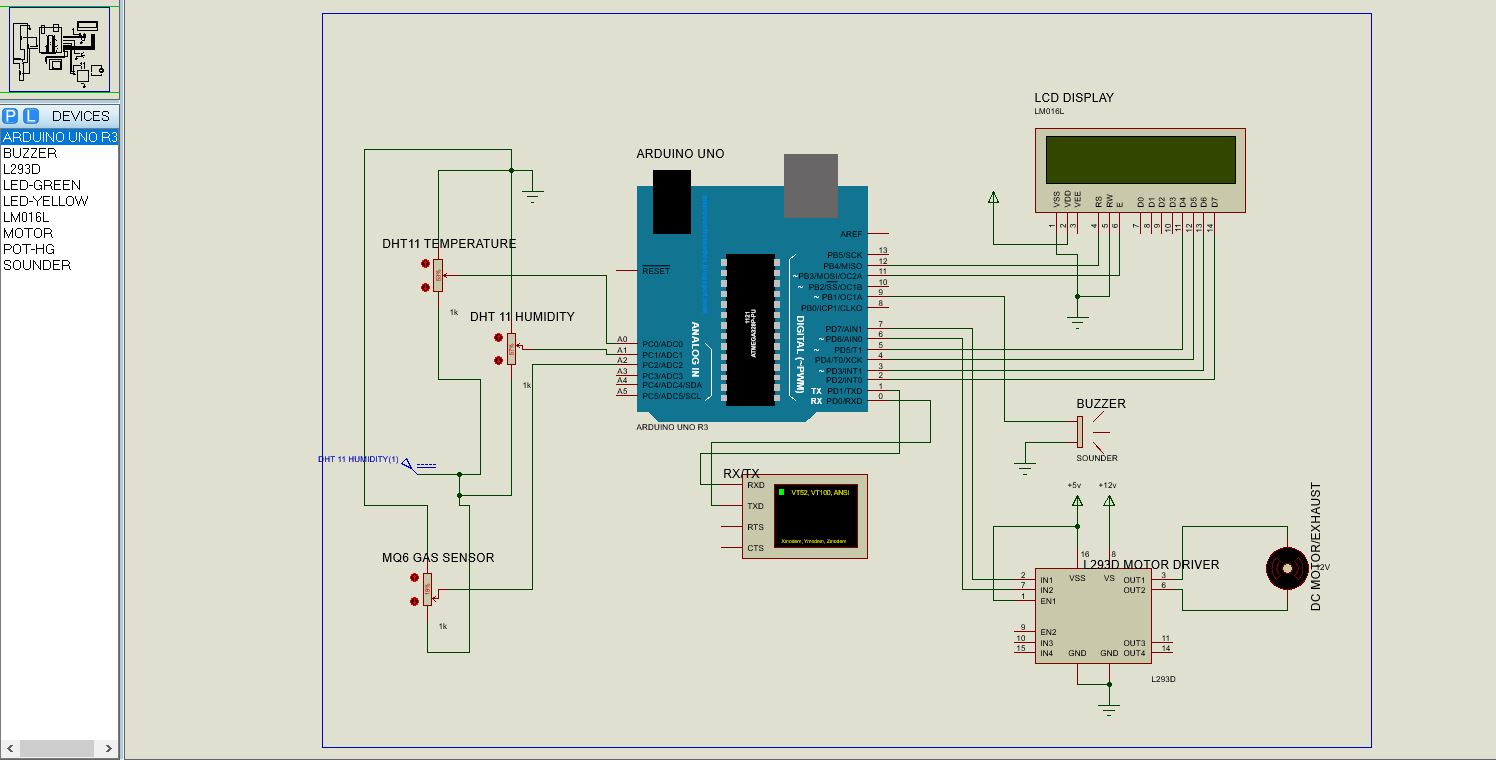 P L DEVICES
ARDUINO UNO R3
BUZZER
L293D
LED-GREEN
LED-YELLOW
LM016L
MOTOR
POT-HG
SOUNDER
LCD DISPLAY
LM016L
VSS VDD VEE RS RW E D0 D1 D2 D3 D4 D5 D6 D7
1 2 3 4 5 6 7 8 9 10 11 12 13 14
ARDUINO UNO
AREF
PB5/SCK 13
PB4/MISO 12
~PB3/MOSI/OC2A 11
~ PB2/SS/OC1B 10
~ PB1/OC1A 9
PB0/ICP1/CLKO 8
PD7/AIN1 7
~ PD6/AIN0 6
~ PD5/T1 5
PD4/T0/XCK 4
~ PD3/INT1 3
PD2/INT0 2
TX PD1/TXD 1
RX PD0/RXD 0
DIGITAL (~PWM)
1121
ATMEGA328P-PU
ANALOG IN
RESET
A0 PC0/ADC0
A1 PC1/ADC1
A2 PC2/ADC2
A3 PC3/ADC3
A4 PC4/ADC4/SDA
A5 PC5/ADC5/SCL
ARDUINO UNO R3
DHT11 TEMPERATURE
1k
DHT 11 HUMIDITY
1k
DHT 11 HUMIDITY(1)
MQ6 GAS SENSOR
1k
RX/TX
RXD
TXD
RTS
CTS
VT52, VT100, ANSI
Xmodem, Ymodem, Zmodem
BUZZER
SOUNDER
+5v +12v
L293D MOTOR DRIVER
16 8
VSS VS
2 IN1 OUT1 3
7 IN2 OUT2 6
1 EN1
9 EN2
10 IN3 OUT3 11
15 IN4 GND GND OUT4 14
L293D
DC MOTOR/EXHAUST